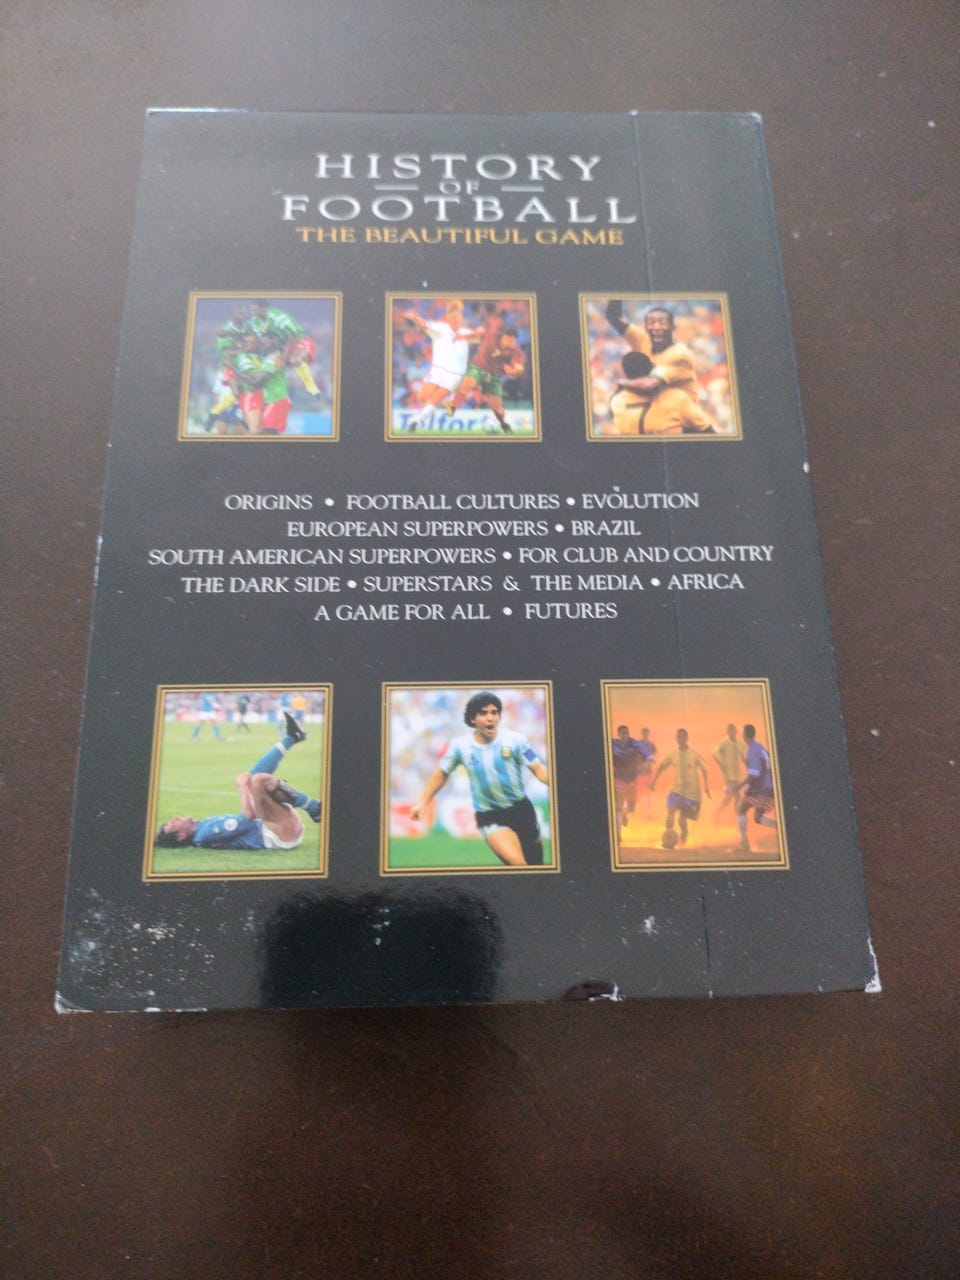 HISTORY
OF
FOOTBALL
THE BEAUTIFUL GAME
ORIGINS • FOOTBALL CULTURES • EVOLUTION
EUROPEAN SUPERPOWERS • BRAZIL
SOUTH AMERICAN SUPERPOWERS • FOR CLUB AND COUNTRY
THE DARK SIDE • SUPERSTARS & THE MEDIA • AFRICA
A GAME FOR ALL • FUTURES